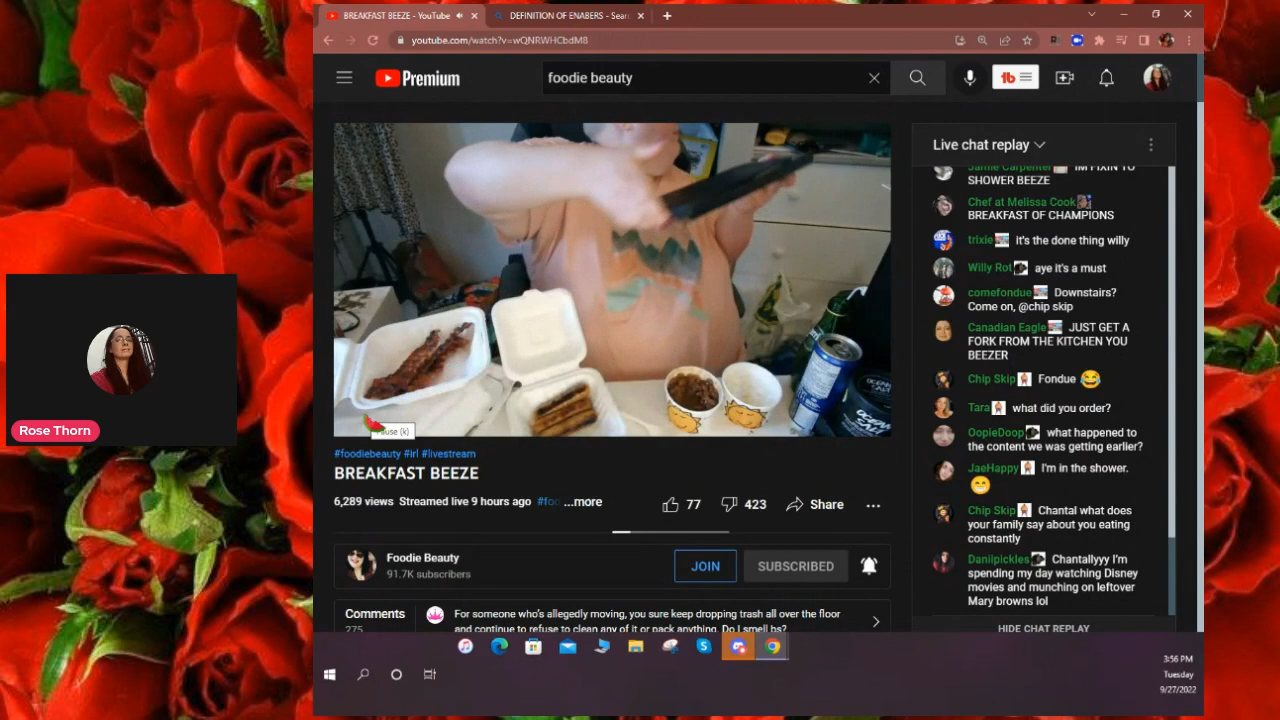 BREAKFAST BEEZE - YouTube
DEFINITION OF ENABERS - Sear
youtube.com/watch?v=wQNRWHCbdM8
Premium
foodie beauty
Live chat replay
Jamie Carpenter IM FIXIN TO
SHOWER BEEZE
Chef at Melissa Cook
BREAKFAST OF CHAMPIONS
trixie it's the done thing willy
Willy Rot aye it's a must
comefondue Downstairs?
Come on, @chip skip
Canadian Eagle JUST GET A
FORK FROM THE KITCHEN YOU
BEEZER
Chip Skip Fondue 😂
Tara what did you order?
OopieDoop what happened to
the content we was getting earlier?
JaeHappy I'm in the shower.
😁
Chip Skip Chantal what does
your family say about you eating
constantly
Daniipickles Chantallyyy I'm
spending my day watching Disney
movies and munching on leftover
Mary browns lol
HIDE CHAT REPLAY
Rose Thorn
Pause (k)
#foodiebeauty #irl #livestream
BREAKFAST BEEZE
6,289 views Streamed live 9 hours ago #foo ...more
77
423
Share
Foodie Beauty
91.7K subscribers
JOIN
SUBSCRIBED
Comments
275
For someone who's allegedly moving, you sure keep dropping trash all over the floor
and continue to refuse to clean any of it or pack anything. Do I smell bs?
3:56 PM
Tuesday
9/27/2022